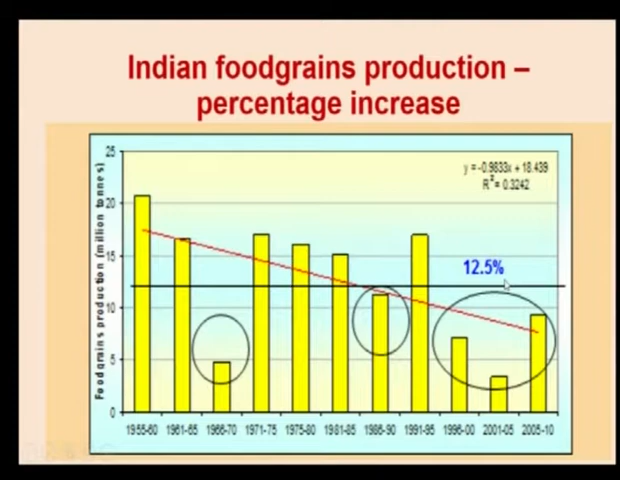 Indian foodgrains production –
percentage increase
Foodgrains production (million tonnes)
25
20
15
10
5
0
y = -0.9833x + 18.439
R² = 0.3242
12.5%
1955-60 1961-65 1966-70 1971-75 1975-80 1981-85 1986-90 1991-95 1996-00 2001-05 2005-10